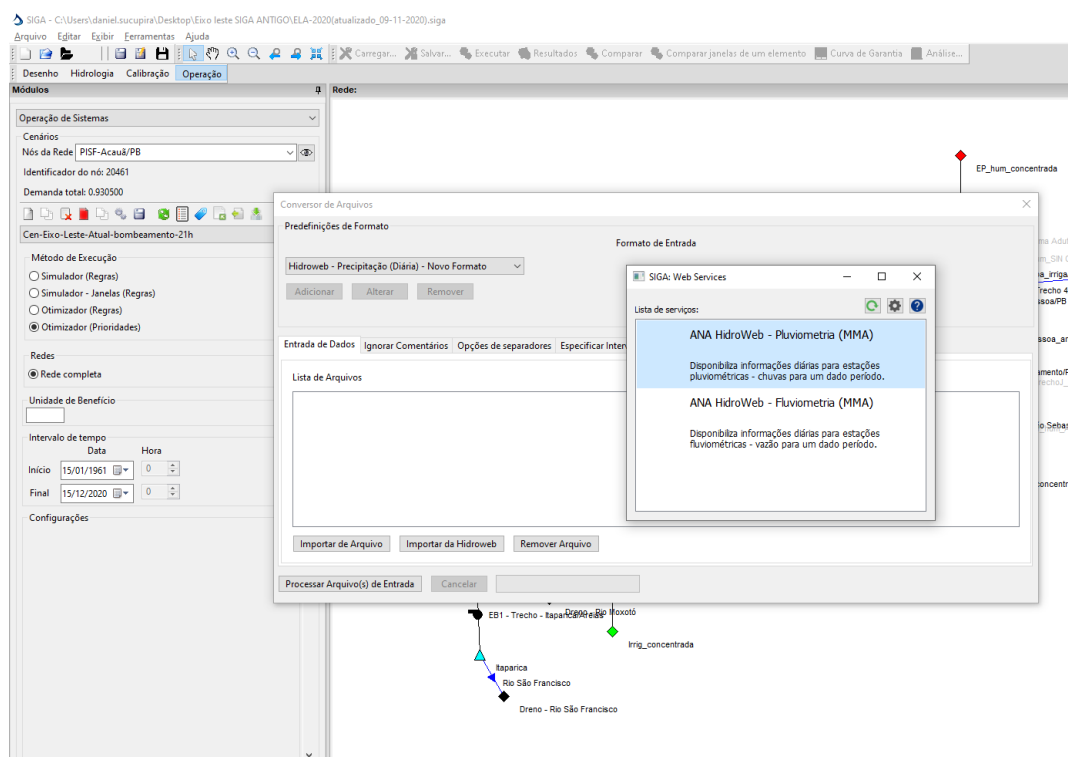 SIGA - C:\Users\daniel.sucupira\Desktop\Eixo leste SIGA ANTIGO\ELA-2020(atualizado_09-11-2020).siga
Arquivo Editar Exibir Ferramentas Ajuda
Carregar... Salvar... Executar Resultados Comparar Comparar janelas de um elemento Curva de Garantia Análise...
Desenho Hidrologia Calibração Operação
Módulos
Rede:
Operação de Sistemas
Cenários
Nós da Rede PISF-Acauã/PB
Identificador do nó: 20461
Demanda total: 0.930500
Cen-Eixo-Leste-Atual-bombeamento-21h
Método de Execução
Simulador (Regras)
Simulador - Janelas (Regras)
Otimizador (Regras)
Otimizador (Prioridades)
Redes
Rede completa
Unidade de Benefício
Intervalo de tempo
Data Hora
Início 15/01/1961 0
Final 15/12/2020 0
Configurações
EP_hum_concentrada
Conversor de Arquivos
Predefinições de Formato
Formato de Entrada
Hidroweb - Precipitação (Diária) - Novo Formato
Adicionar Alterar Remover
Entrada de Dados Ignorar Comentários Opções de separadores Especificar Interv
Lista de Arquivos
Importar de Arquivo Importar da Hidroweb Remover Arquivo
Processar Arquivo(s) de Entrada Cancelar
SIGA: Web Services
Lista de serviços:
ANA HidroWeb - Pluviometria (MMA)
Disponibiliza informações diárias para estações
pluviométricas - chuvas para um dado período.
ANA HidroWeb - Fluviometria (MMA)
Disponibiliza informações diárias para estações
fluviométricas - vazão para um dado período.
EB1 - Trecho - Itaparica/Areias
Dreno - Rio Moxotó
Irrig_concentrada
Itaparica
Rio São Francisco
Dreno - Rio São Francisco